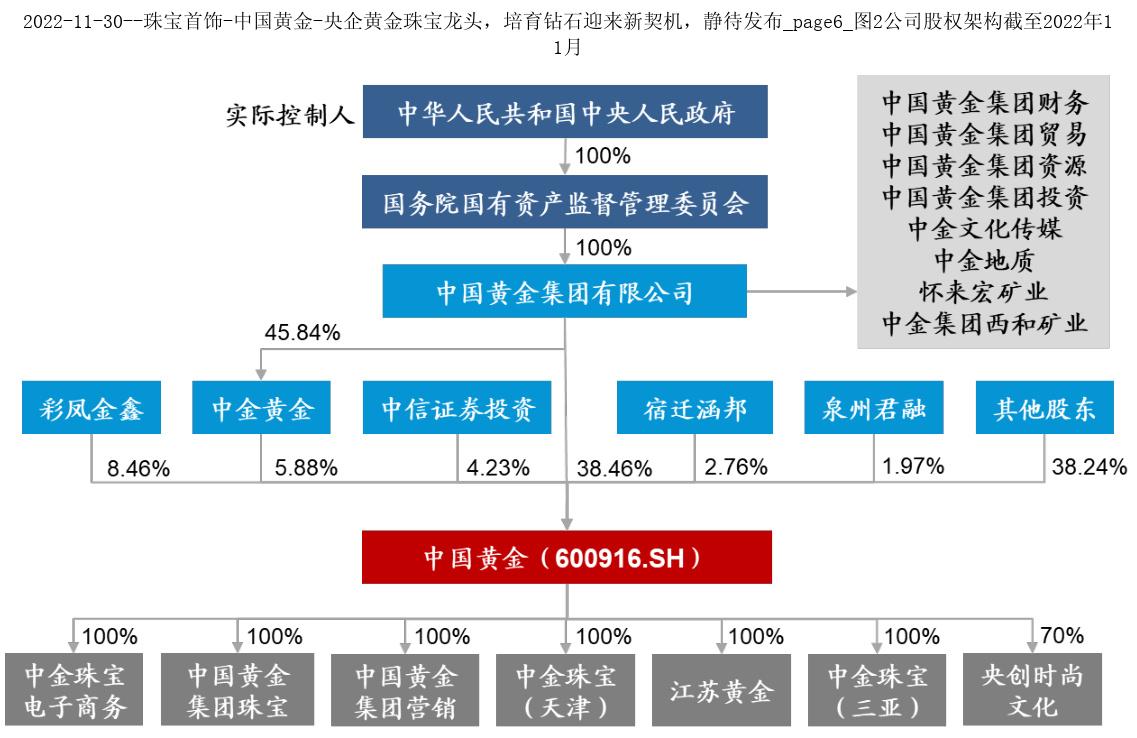 2022-11-30--珠宝首饰-中国黄金-央企黄金珠宝龙头，培育钻石迎来新契机，静待发布_page6_图2公司股权架构截至2022年1
1月
实际控制人
中华人民共和国中央人民政府
100%
国务院国有资产监督管理委员会
100%
中国黄金集团有限公司
中国黄金集团财务
中国黄金集团贸易
中国黄金集团资源
中国黄金集团投资
中金文化传媒
中金地质
怀来宏矿业
中金集团西和矿业
45.84%
彩凤金鑫
中金黄金
中信证券投资
宿迁涵邦
泉州君融
其他股东
8.46%
5.88%
4.23%
38.46%
2.76%
1.97%
38.24%
中国黄金（600916.SH）
100%
100%
100%
100%
100%
100%
70%
中金珠宝
电子商务
中国黄金
集团珠宝
中国黄金
集团营销
中金珠宝
（天津）
江苏黄金
中金珠宝
（三亚）
央创时尚
文化